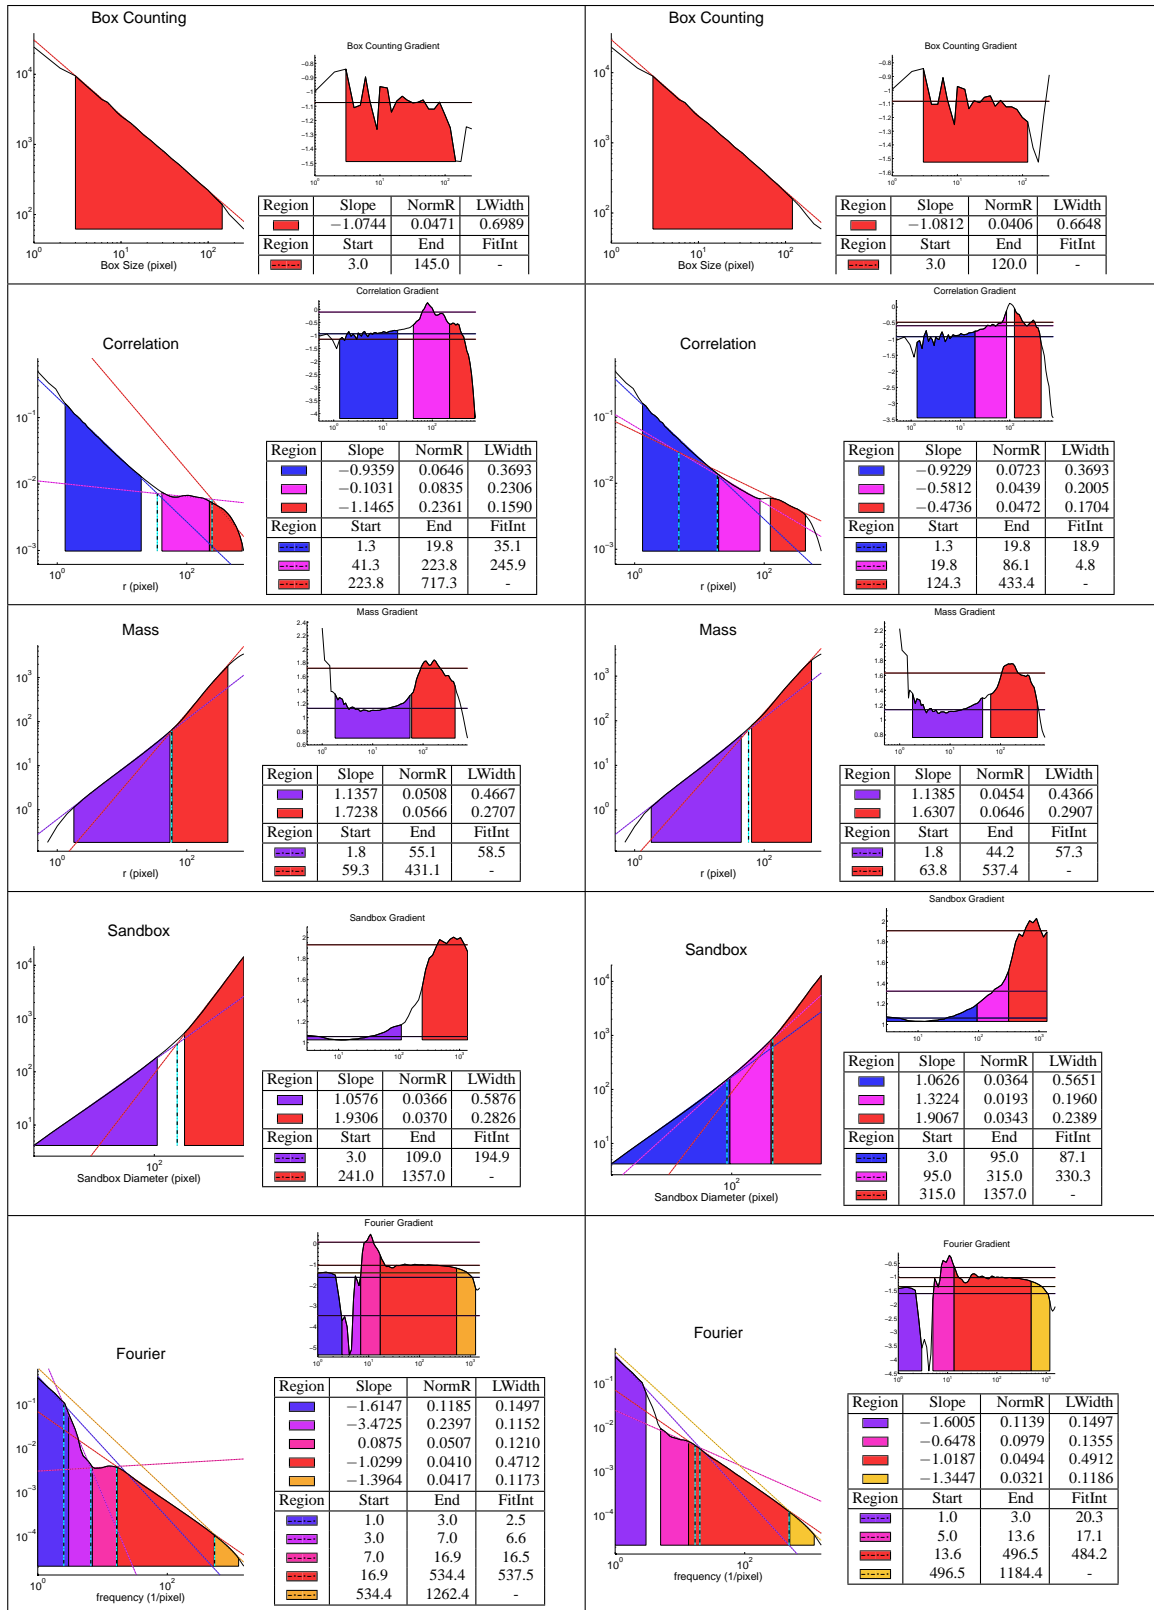 Box Counting
Box Counting Gradient
Box Size (pixel)
Region Slope NormR LWidth
−1.0744 0.0471 0.6989
Region Start End FitInt
3.0 145.0 -
Box Counting
Box Counting Gradient
Box Size (pixel)
Region Slope NormR LWidth
−1.0812 0.0406 0.6648
Region Start End FitInt
3.0 120.0 -
Correlation Gradient
Correlation
r (pixel)
Region Slope NormR LWidth
−0.9359 0.0646 0.3693
−0.1031 0.0835 0.2306
−1.1465 0.2361 0.1590
Region Start End FitInt
1.3 19.8 35.1
41.3 223.8 245.9
223.8 717.3 -
Correlation Gradient
Correlation
r (pixel)
Region Slope NormR LWidth
−0.9229 0.0723 0.3693
−0.5812 0.0439 0.2005
−0.4736 0.0472 0.1704
Region Start End FitInt
1.3 19.8 18.9
19.8 86.1 4.8
124.3 433.4 -
Mass Gradient
Mass
r (pixel)
Region Slope NormR LWidth
1.1357 0.0508 0.4667
1.7238 0.0566 0.2707
Region Start End FitInt
1.8 55.1 58.5
59.3 431.1 -
Mass Gradient
Mass
r (pixel)
Region Slope NormR LWidth
1.1385 0.0454 0.4366
1.6307 0.0646 0.2907
Region Start End FitInt
1.8 44.2 57.3
63.8 537.4 -
Sandbox Gradient
Sandbox
Sandbox Diameter (pixel)
Region Slope NormR LWidth
1.0576 0.0366 0.5876
1.9306 0.0370 0.2826
Region Start End FitInt
3.0 109.0 194.9
241.0 1357.0 -
Sandbox Gradient
Sandbox
Sandbox Diameter (pixel)
Region Slope NormR LWidth
1.0626 0.0364 0.5651
1.3224 0.0193 0.1960
1.9067 0.0343 0.2389
Region Start End FitInt
3.0 95.0 87.1
95.0 315.0 330.3
315.0 1357.0 -
Fourier Gradient
Fourier
frequency (1/pixel)
Region Slope NormR LWidth
−1.6147 0.1185 0.1497
−3.4725 0.2397 0.1152
0.0875 0.0507 0.1210
−1.0299 0.0410 0.4712
−1.3964 0.0417 0.1173
Region Start End FitInt
1.0 3.0 2.5
3.0 7.0 6.6
7.0 16.9 16.5
16.9 534.4 537.5
534.4 1262.4 -
Fourier Gradient
Fourier
frequency (1/pixel)
Region Slope NormR LWidth
−1.6005 0.1139 0.1497
−0.6478 0.0979 0.1355
−1.0187 0.0494 0.4912
−1.3447 0.0321 0.1186
Region Start End FitInt
1.0 3.0 20.3
5.0 13.6 17.1
13.6 496.5 484.2
496.5 1184.4 -